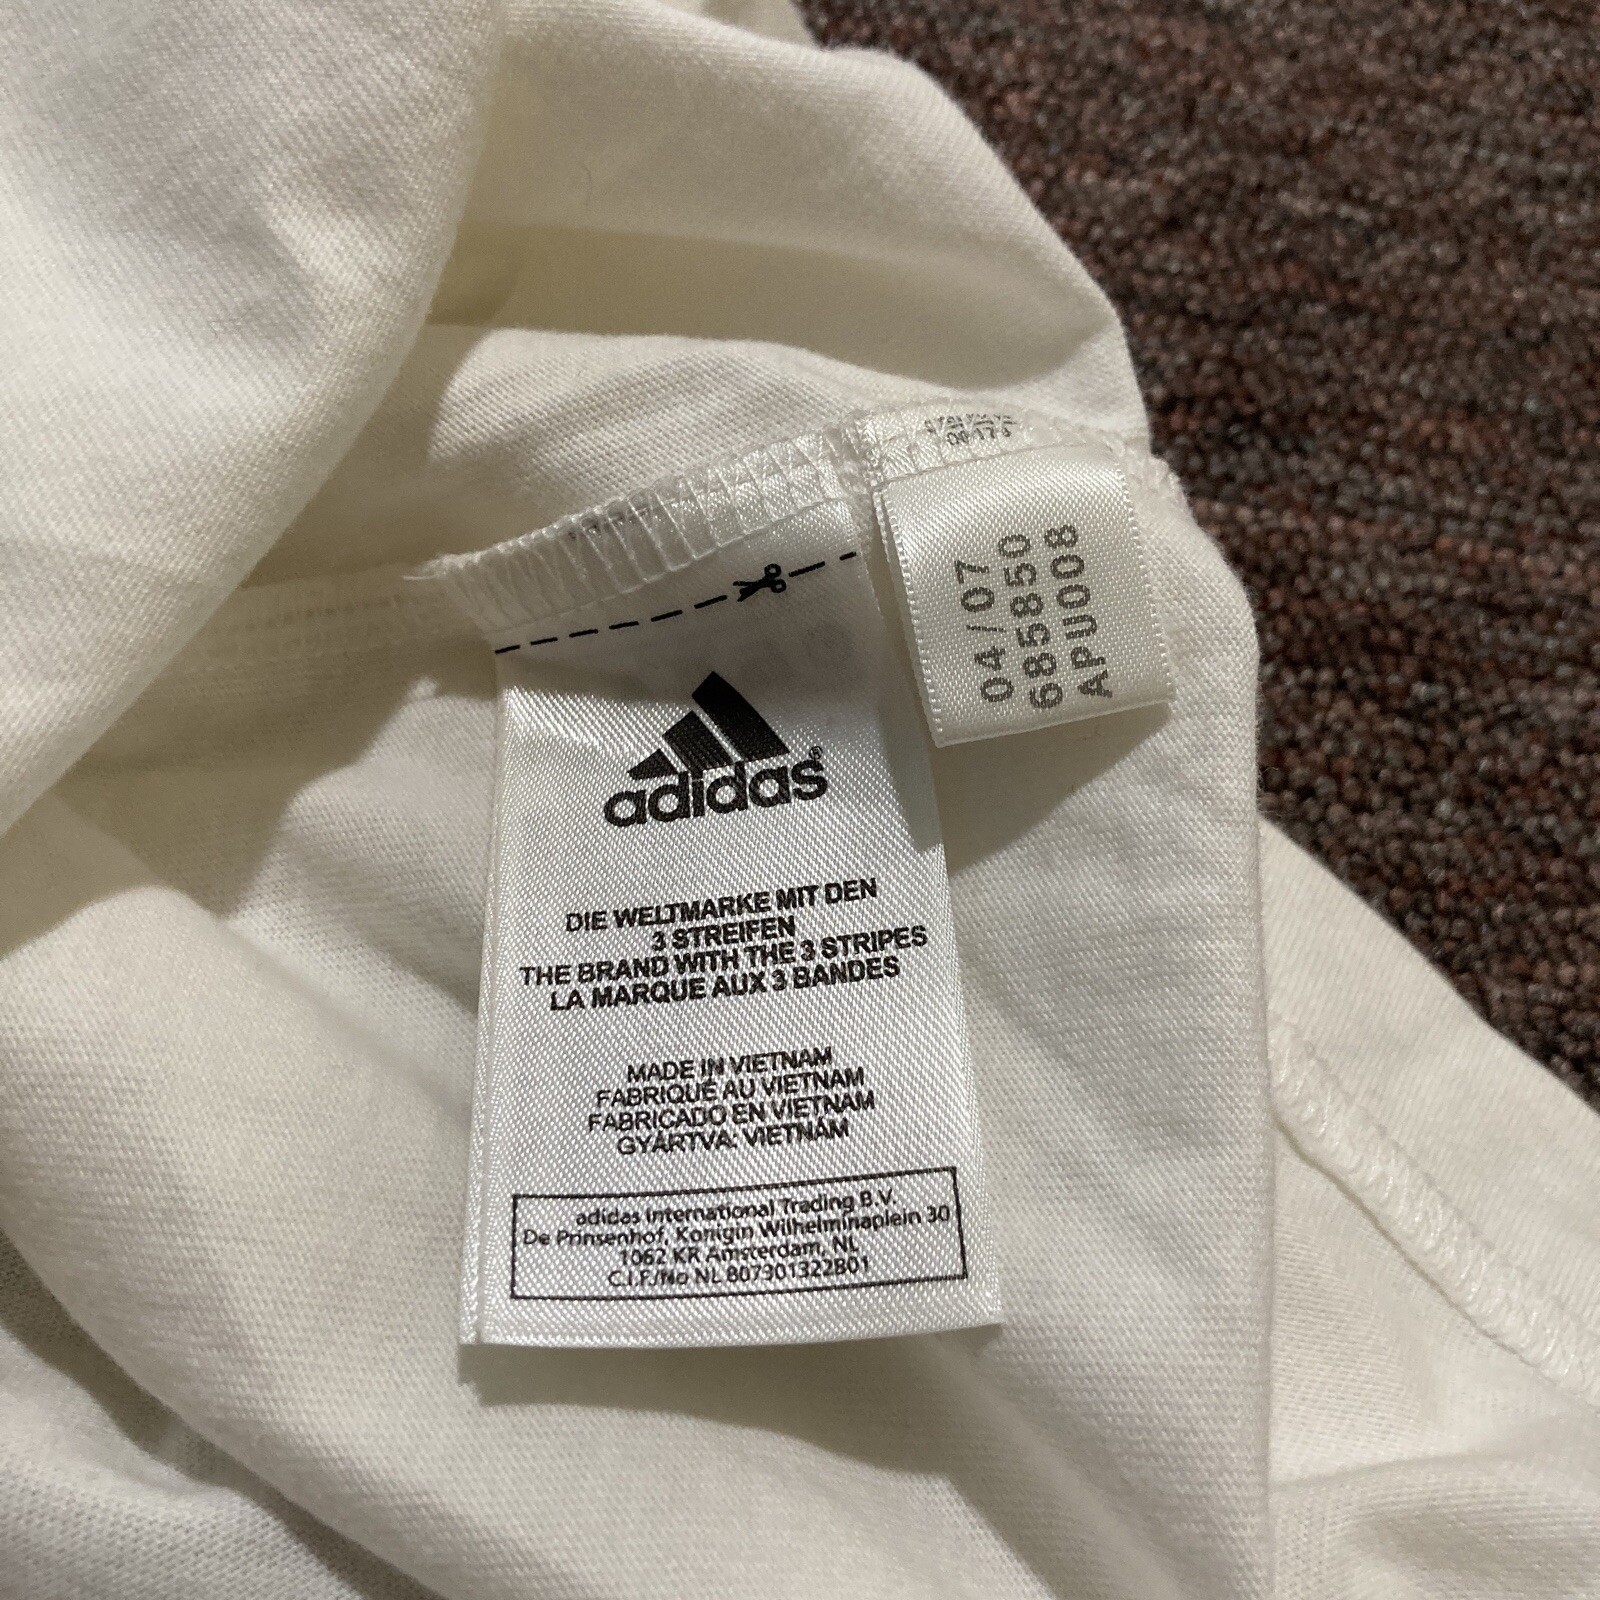 04/07
685850
APU008
adidas®
DIE WELTMARKE MIT DEN
3 STREIFEN
THE BRAND WITH THE 3 STRIPES
LA MARQUE AUX 3 BANDES
MADE IN VIETNAM
FABRIQUÉ AU VIETNAM
FABRICADO EN VIETNAM
GYÁRTVA: VIETNÁM
adidas International Trading B.V.
De Prinsenhof, Konigin Wilhelminaplein 30
1062 KR Amsterdam, NL
C.I.F./No NL 807901322B01